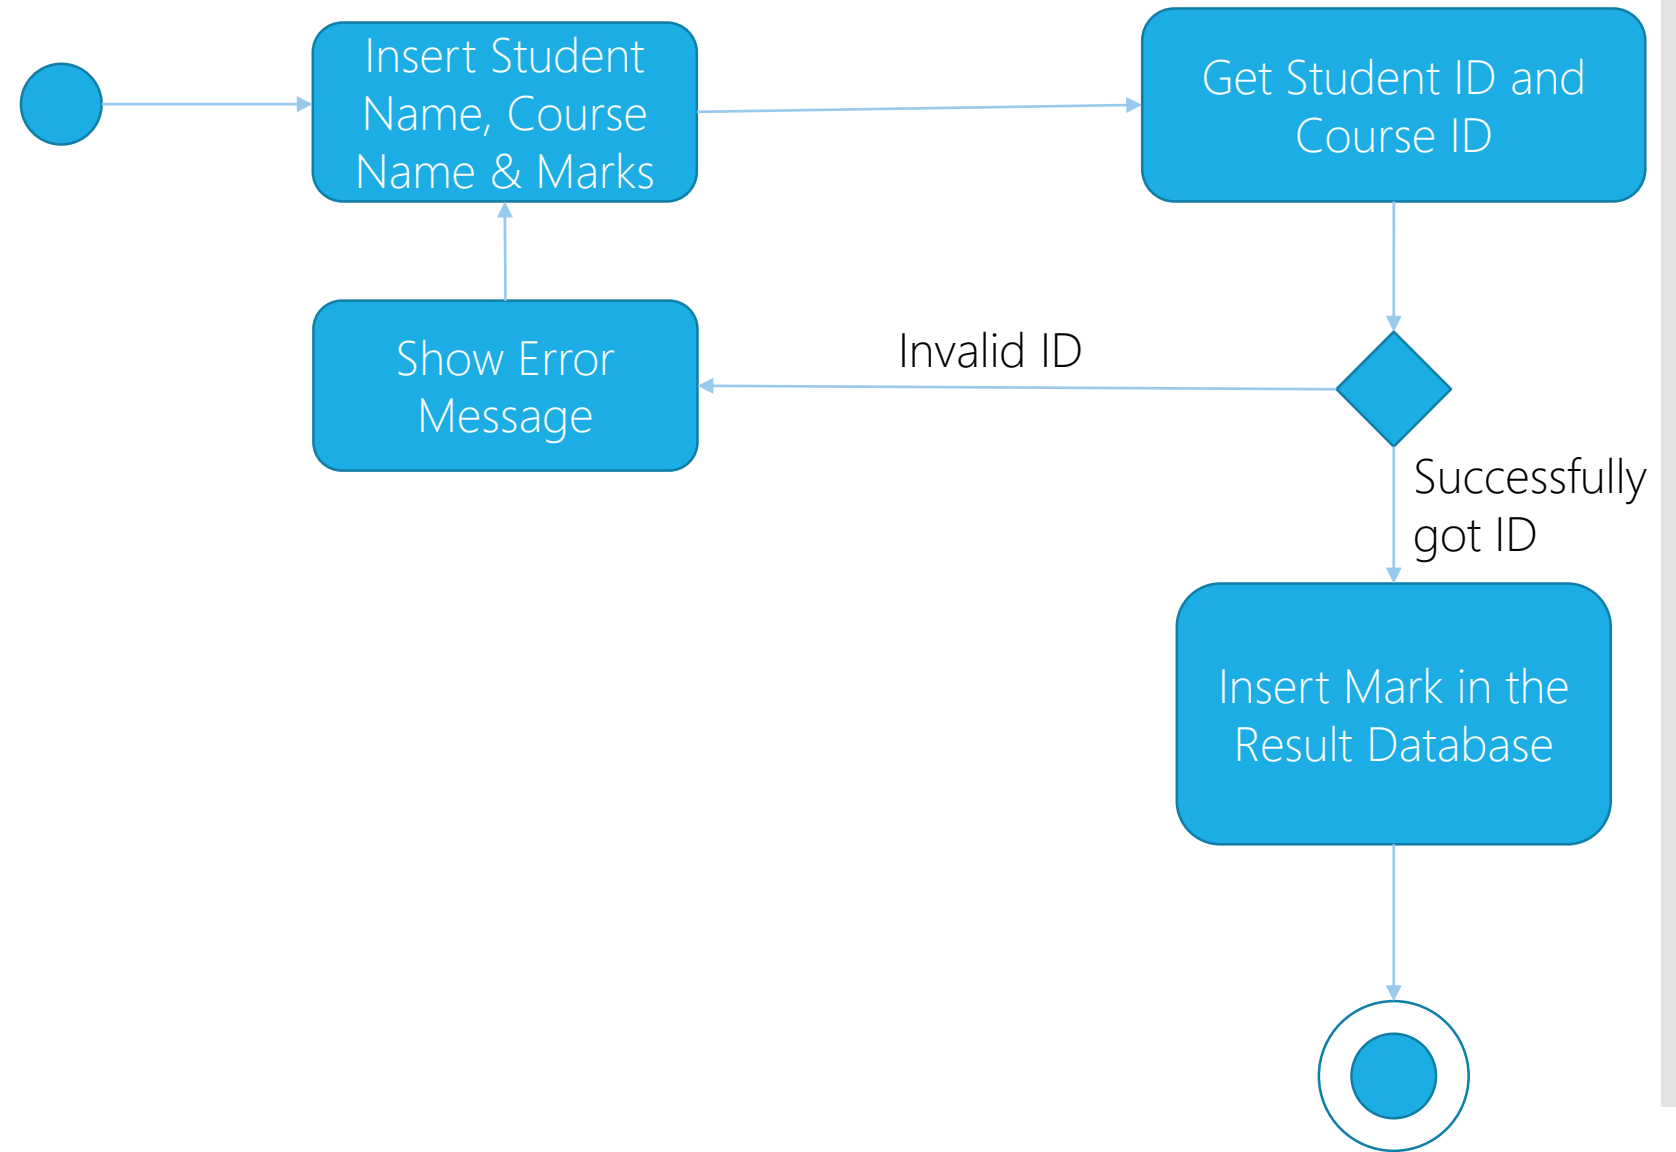 Insert Student
Name, Course
Name & Marks
Get Student ID and
Course ID
Show Error
Message
Invalid ID
Successfully
got ID
Insert Mark in the
Result Database